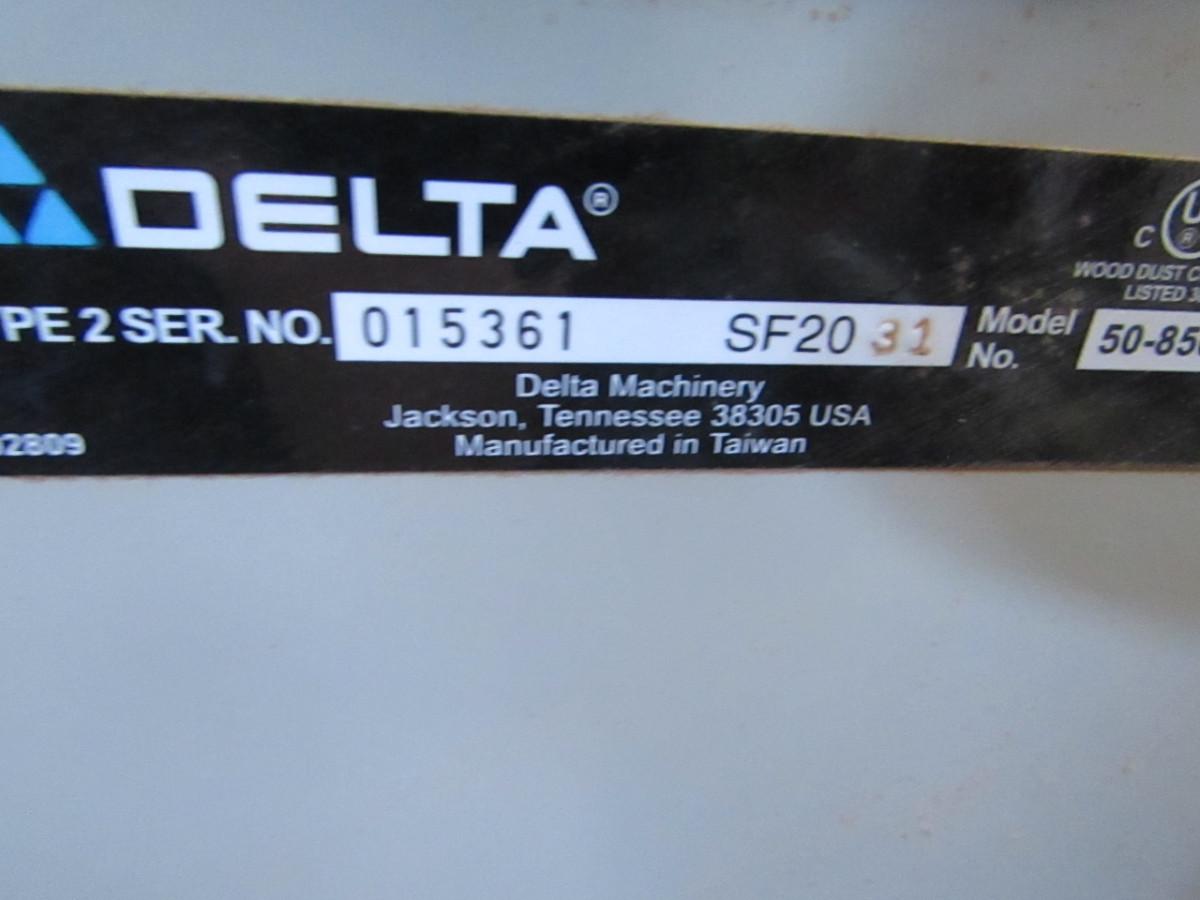 DELTA®
C U ®
WOOD DUST
LISTED
PE 2 SER. NO. 015361 SF20 31 Model No. 50-85
Delta Machinery
Jackson, Tennessee 38305 USA
Manufactured in Taiwan
2809